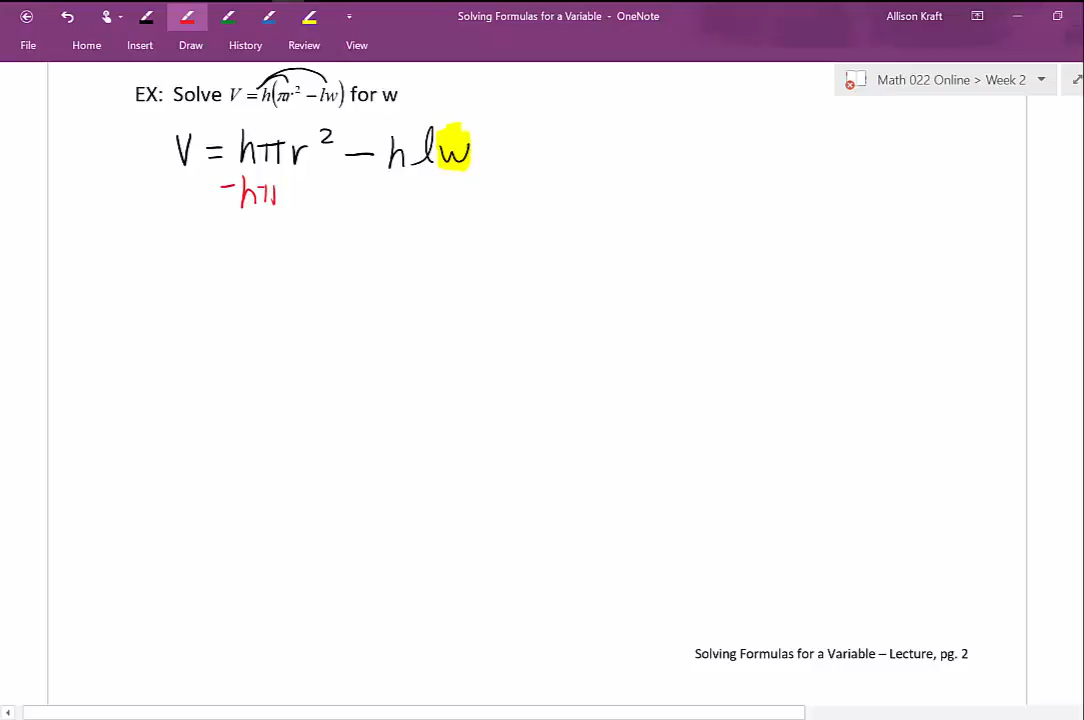 Solving Formulas for a Variable - OneNote
Allison Kraft
File Home Insert Draw History Review View
Math 022 Online > Week 2
EX: Solve V = h(πr² − lw) for w
V = hπr² − hlw
−hπ
Solving Formulas for a Variable – Lecture, pg. 2